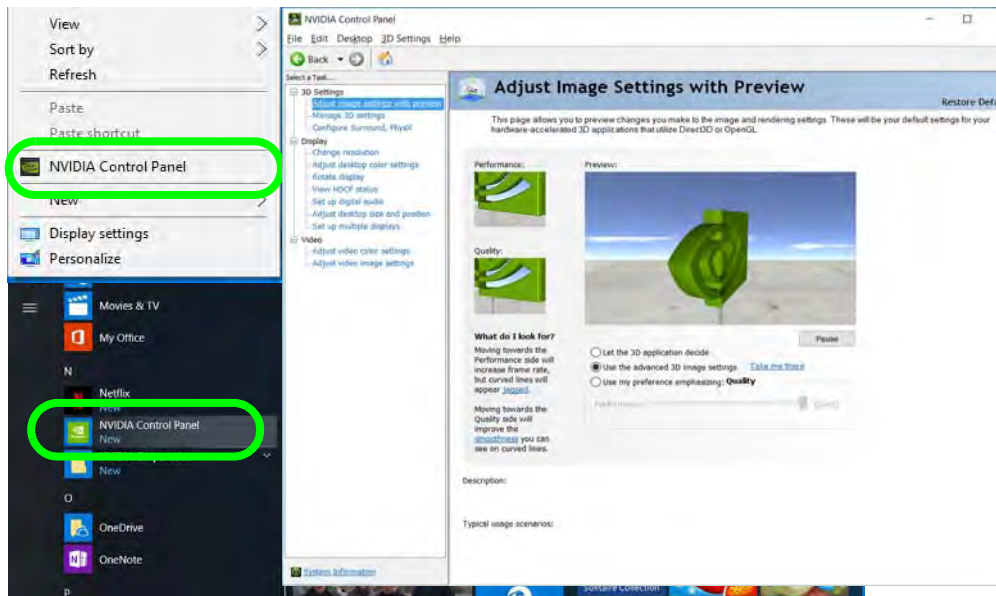 View
Sort by
Refresh
Paste
Paste shortcut
NVIDIA Control Panel
New
Display settings
Personalize
Movies & TV
My Office
N
Netflix
New
NVIDIA Control Panel
New
New
O
OneDrive
OneNote
P
NVIDIA Control Panel
File Edit Desktop 3D Settings Help
Back
Select a Task...
3D Settings
Adjust image settings with preview
Manage 3D settings
Configure Surround, PhysX
Display
Change resolution
Adjust desktop color settings
Rotate display
View HDCP status
Set up digital audio
Adjust desktop size and position
Set up multiple displays
Video
Adjust video color settings
Adjust video image settings
System Information
Adjust Image Settings with Preview
Restore Defa
This page allows you to preview changes you make to the image and rendering settings. These will be your default settings for your
hardware-accelerated 3D applications that utilize Direct3D or OpenGL.
Performance:
Preview:
Quality:
What do I look for?
Moving towards the
Performance side will
increase frame rate,
but curved lines will
appear jagged.
Moving towards the
Quality side will
improve the
smoothness you can
see on curved lines.
Pause
Let the 3D application decide
Use the advanced 3D image settings Take me there
Use my preference emphasizing: Quality
Performance Quality
Description:
Typical usage scenarios:
Solitaire Collection